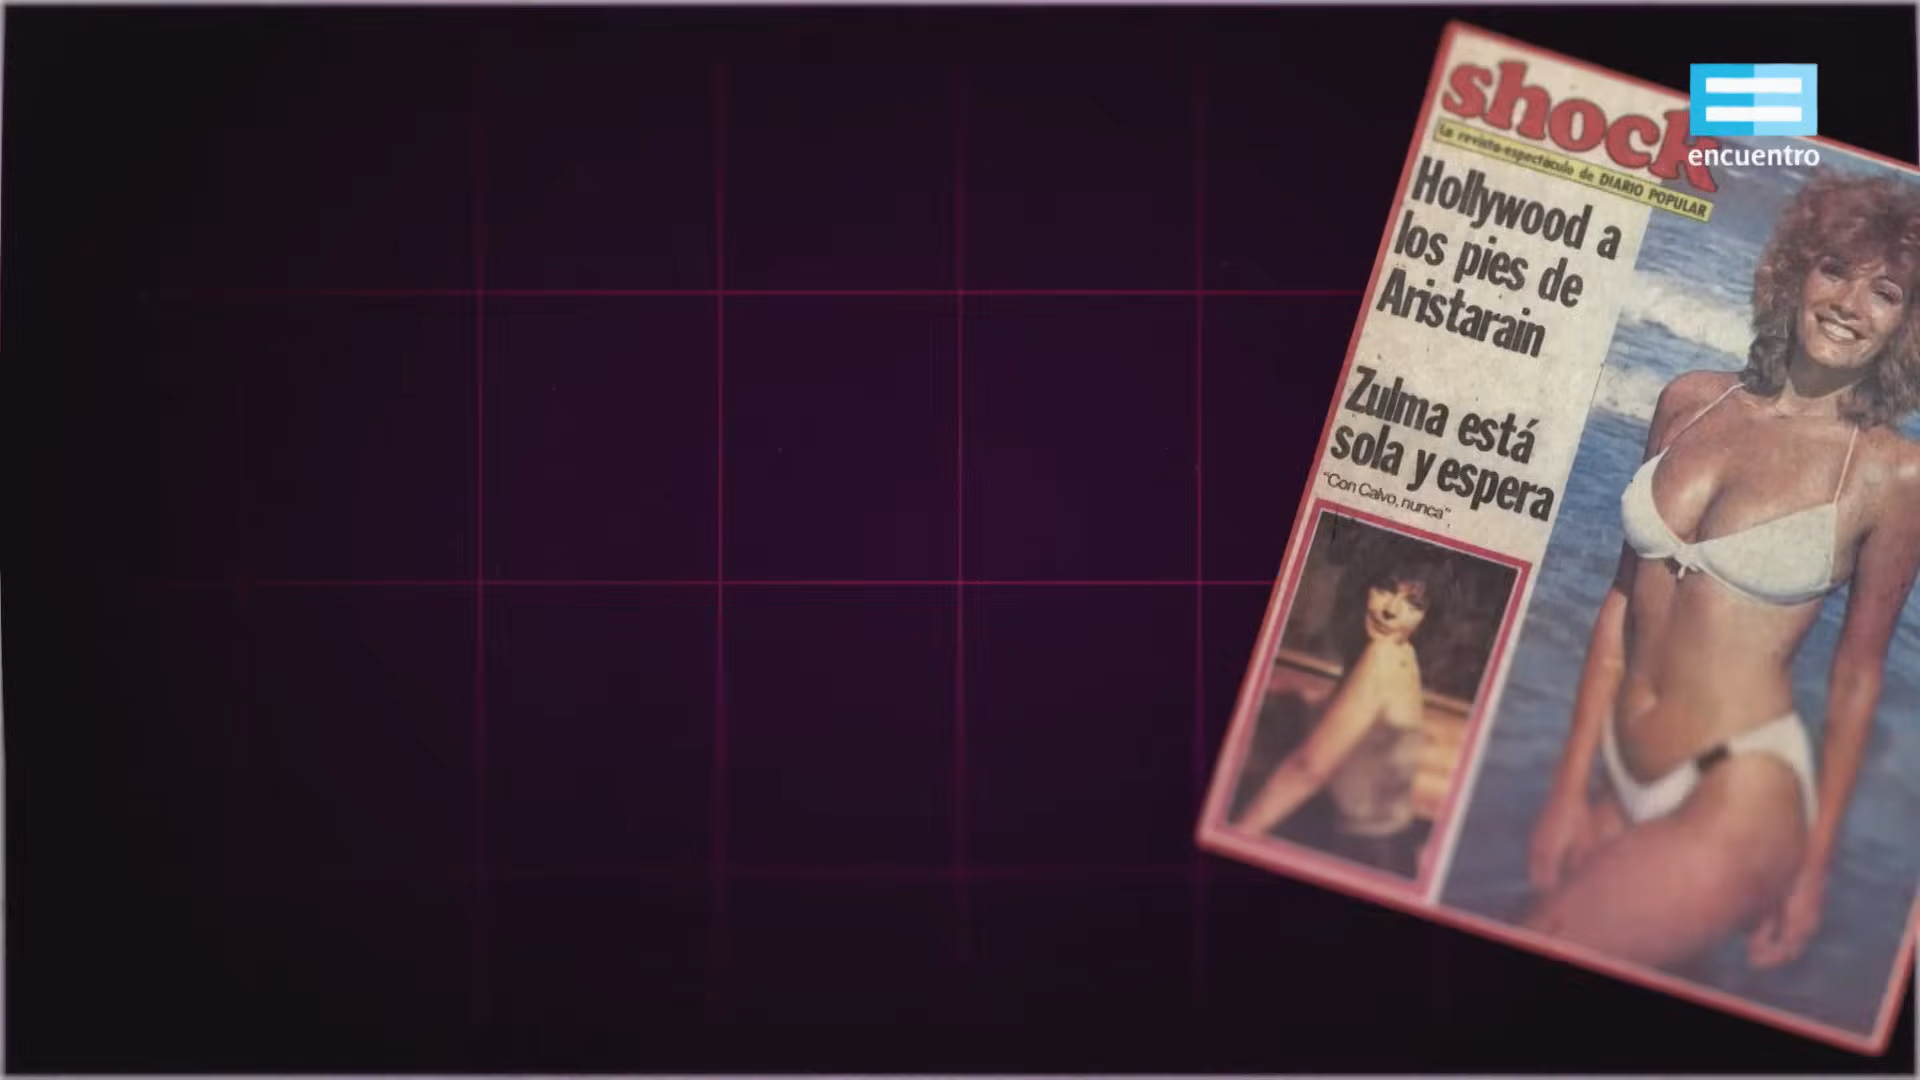 shock
La revista-espectaculo de DIARIO POPULAR
Hollywood a
los pies de
Aristarain
Zulma está
sola y espera
"Con Calvo, nunca"
encuentro